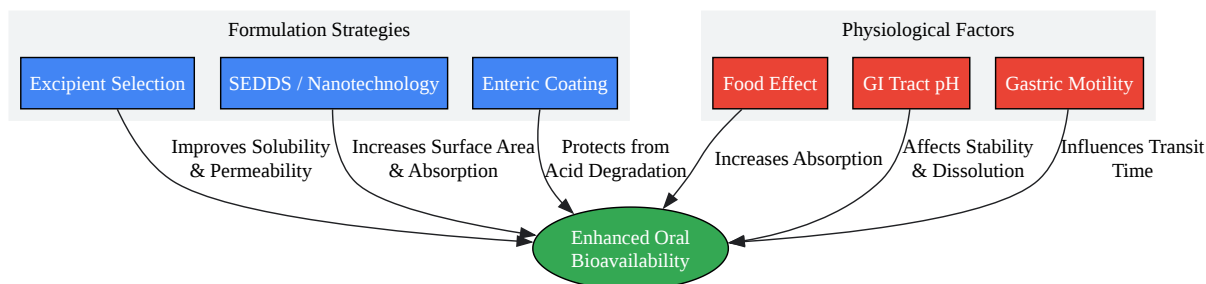 Formulation Strategies
Physiological Factors
Excipient Selection
SEDDS / Nanotechnology
Enteric Coating
Food Effect
GI Tract pH
Gastric Motility
Improves Solubility
& Permeability
Increases Surface Area
& Absorption
Protects from
Acid Degradation
Increases Absorption
Affects Stability
& Dissolution
Influences Transit
Time
Enhanced Oral
Bioavailability